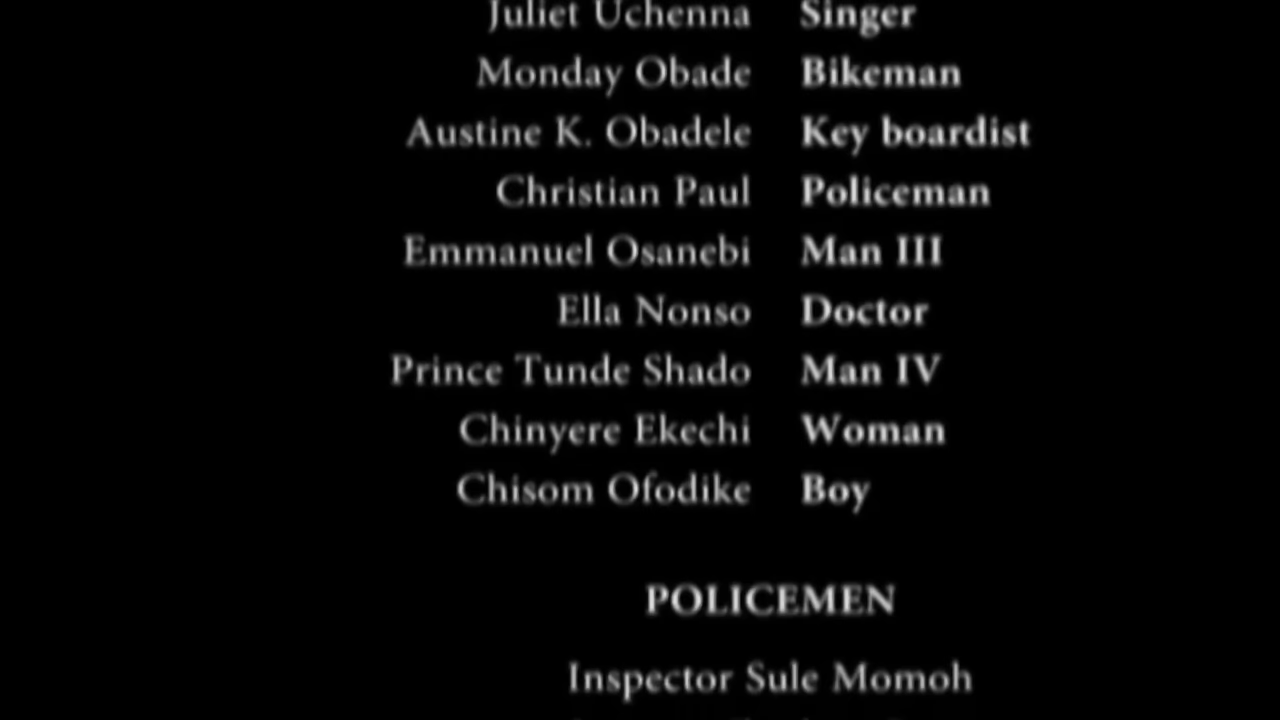 Juliet Uchenna Singer
Monday Obade Bikeman
Austine K. Obadele Key boardist
Christian Paul Policeman
Emmanuel Osanebi Man III
Ella Nonso Doctor
Prince Tunde Shado Man IV
Chinyere Ekechi Woman
Chisom Ofodike Boy
POLICEMEN
Inspector Sule Momoh